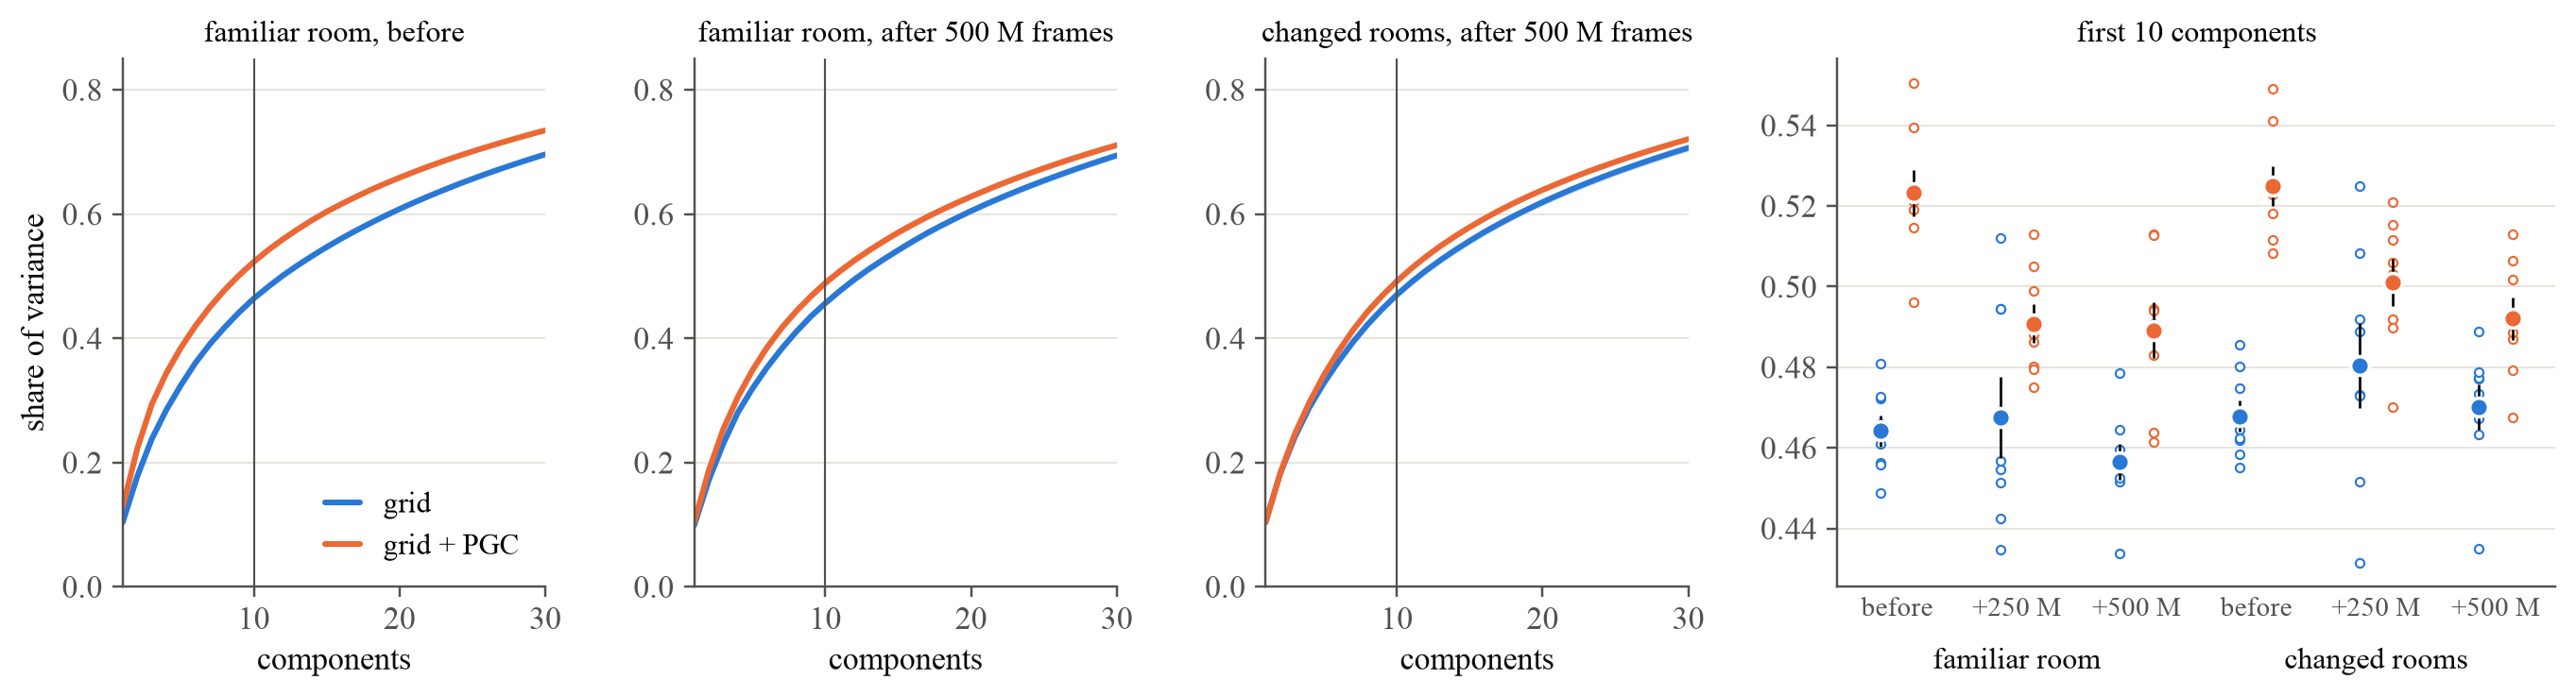 familiar room, before
share of variance
0.8
0.6
0.4
0.2
0.0
10
20
30
components
grid
grid + PGC
familiar room, after 500 M frames
0.8
0.6
0.4
0.2
0.0
10
20
30
components
changed rooms, after 500 M frames
0.8
0.6
0.4
0.2
0.0
10
20
30
components
first 10 components
0.54
0.52
0.50
0.48
0.46
0.44
before
+250 M
+500 M
before
+250 M
+500 M
familiar room
changed rooms